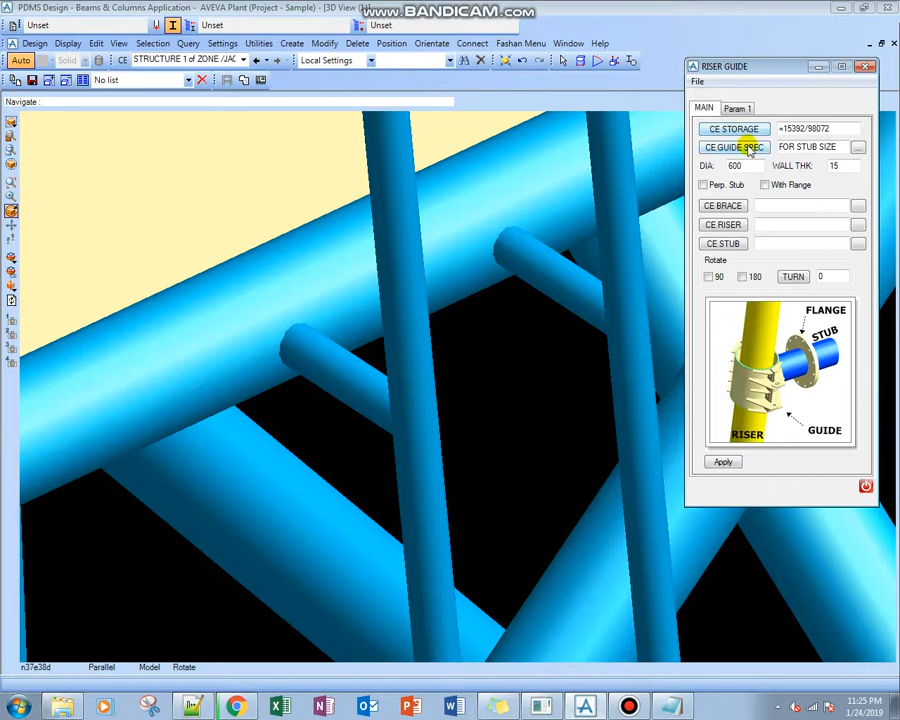 PDMS Design - Beams & Columns Application - AVEVA Plant (Project - Sample) - [3D View (1)]
www.BANDICAM.com
Unset
Unset
Unset
Design Display Edit View Selection Query Settings Utilities Create Connect Modify Delete Position Orientate Connect Fashan Menu Window Help
Auto Solid CE STRUCTURE 1 of ZONE /JAC Local Settings
No list
Navigate :
RISER GUIDE
File
MAIN Param 1
CE STORAGE =15392/98072
CE GUIDE SPEC FOR STUB SIZE ...
DIA: 600 WALL THK: 15
Perp. Stub With Flange
CE BRACE
CE RISER
CE STUB
Rotate
90 180 TURN 0
FLANGE
STUB
GUIDE
RISER
Apply
n37e38d Parallel Model Rotate
11:25 PM
1/24/2019